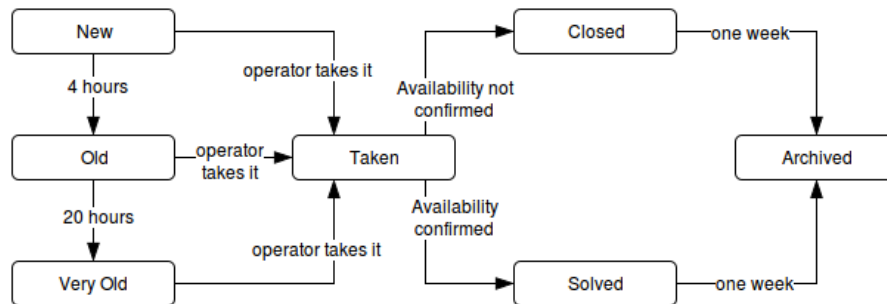 New
Closed
one week
operator takes it
4 hours
Availability not
confirmed
Old
operator
takes it
Taken
Archived
20 hours
Availability
confirmed
operator takes it
Very Old
Solved
one week